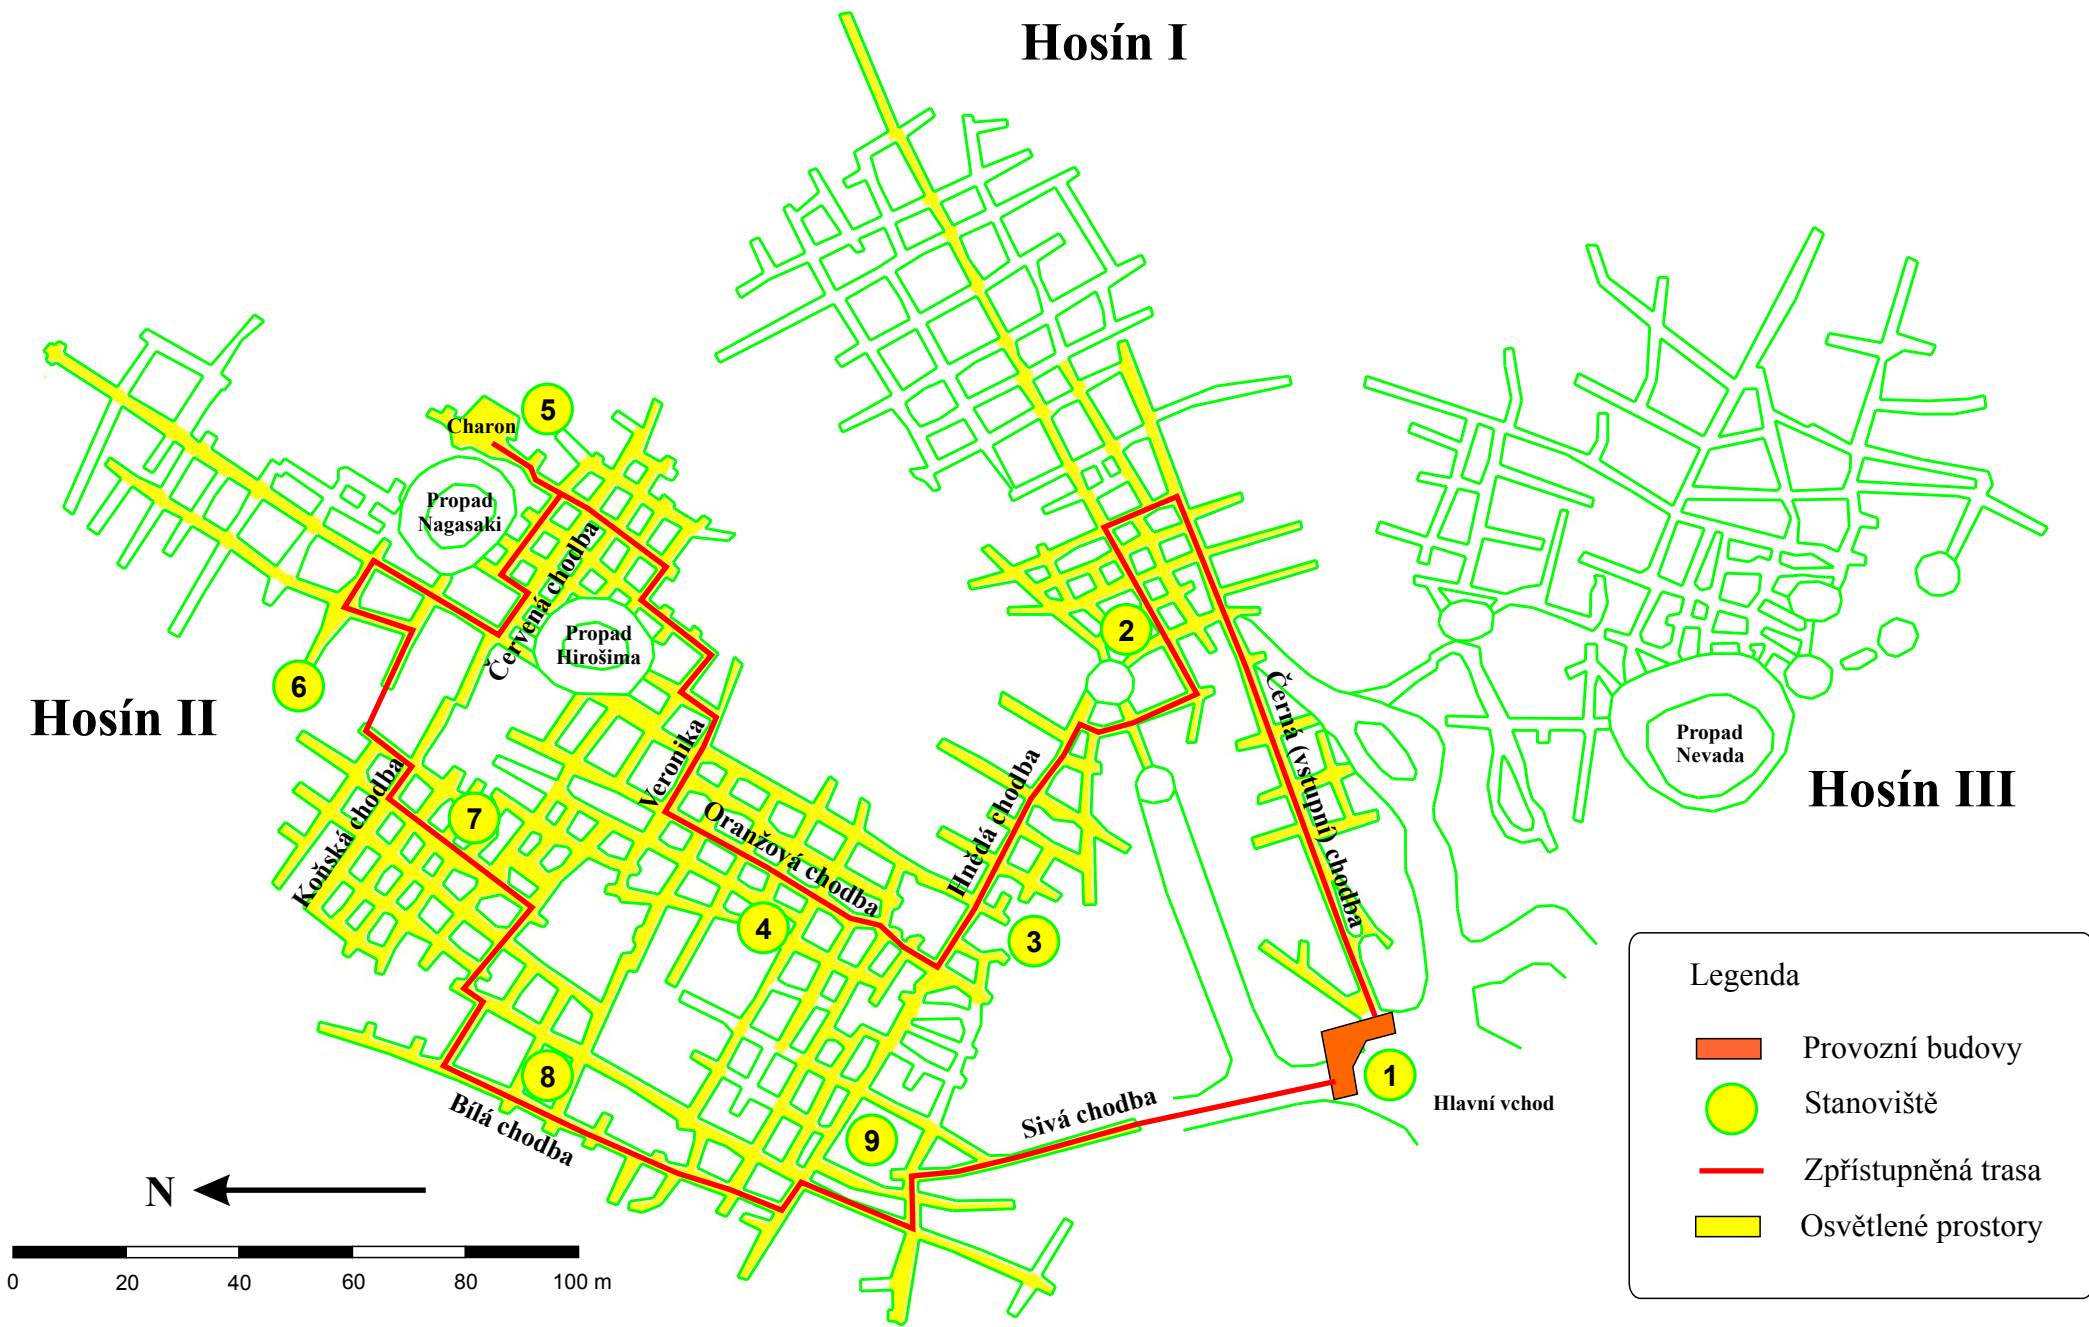 Hosín I
Charon
5
Propad
Nagasaki
Červená chodba
Propad
Hirošima
2
6
Hosín II
Veronika
Černá (vstupní) chodba
Propad
Nevada
Hosín III
Koňská chodba
7
Oranžová chodba
Hnědá chodba
4
3
8
Bílá chodba
9
Sivá chodba
1
Hlavní vchod
N
0 20 40 60 80 100 m
Legenda
Provozní budovy
Stanoviště
Zpřístupněná trasa
Osvětlené prostory